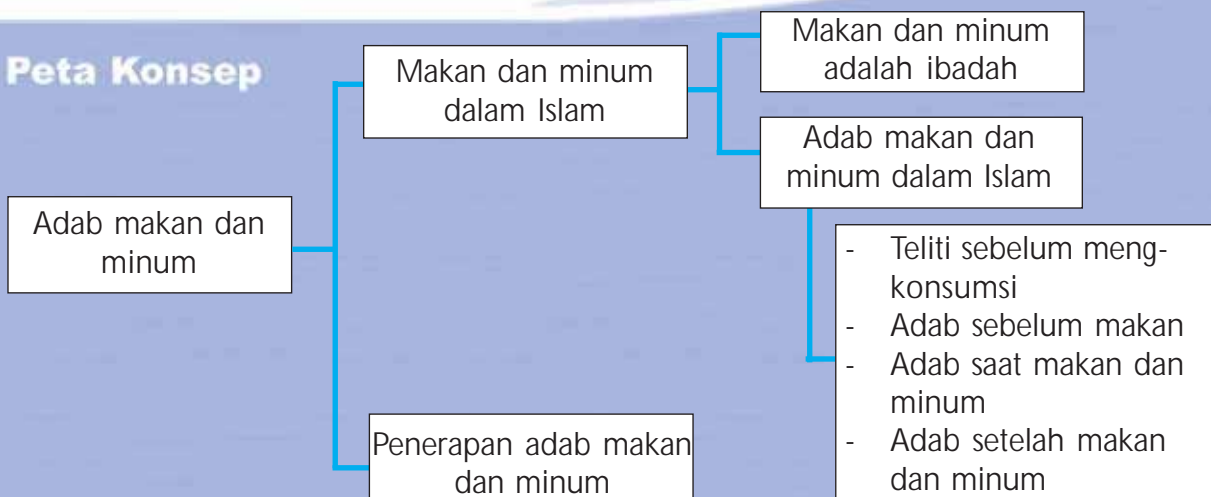 Peta Konsep
Adab makan dan
minum
Makan dan minum
dalam Islam
Makan dan minum
adalah ibadah
Adab makan dan
minum dalam Islam
- Teliti sebelum meng-
konsumsi
- Adab sebelum makan
- Adab saat makan dan
minum
- Adab setelah makan
dan minum
Penerapan adab makan
dan minum